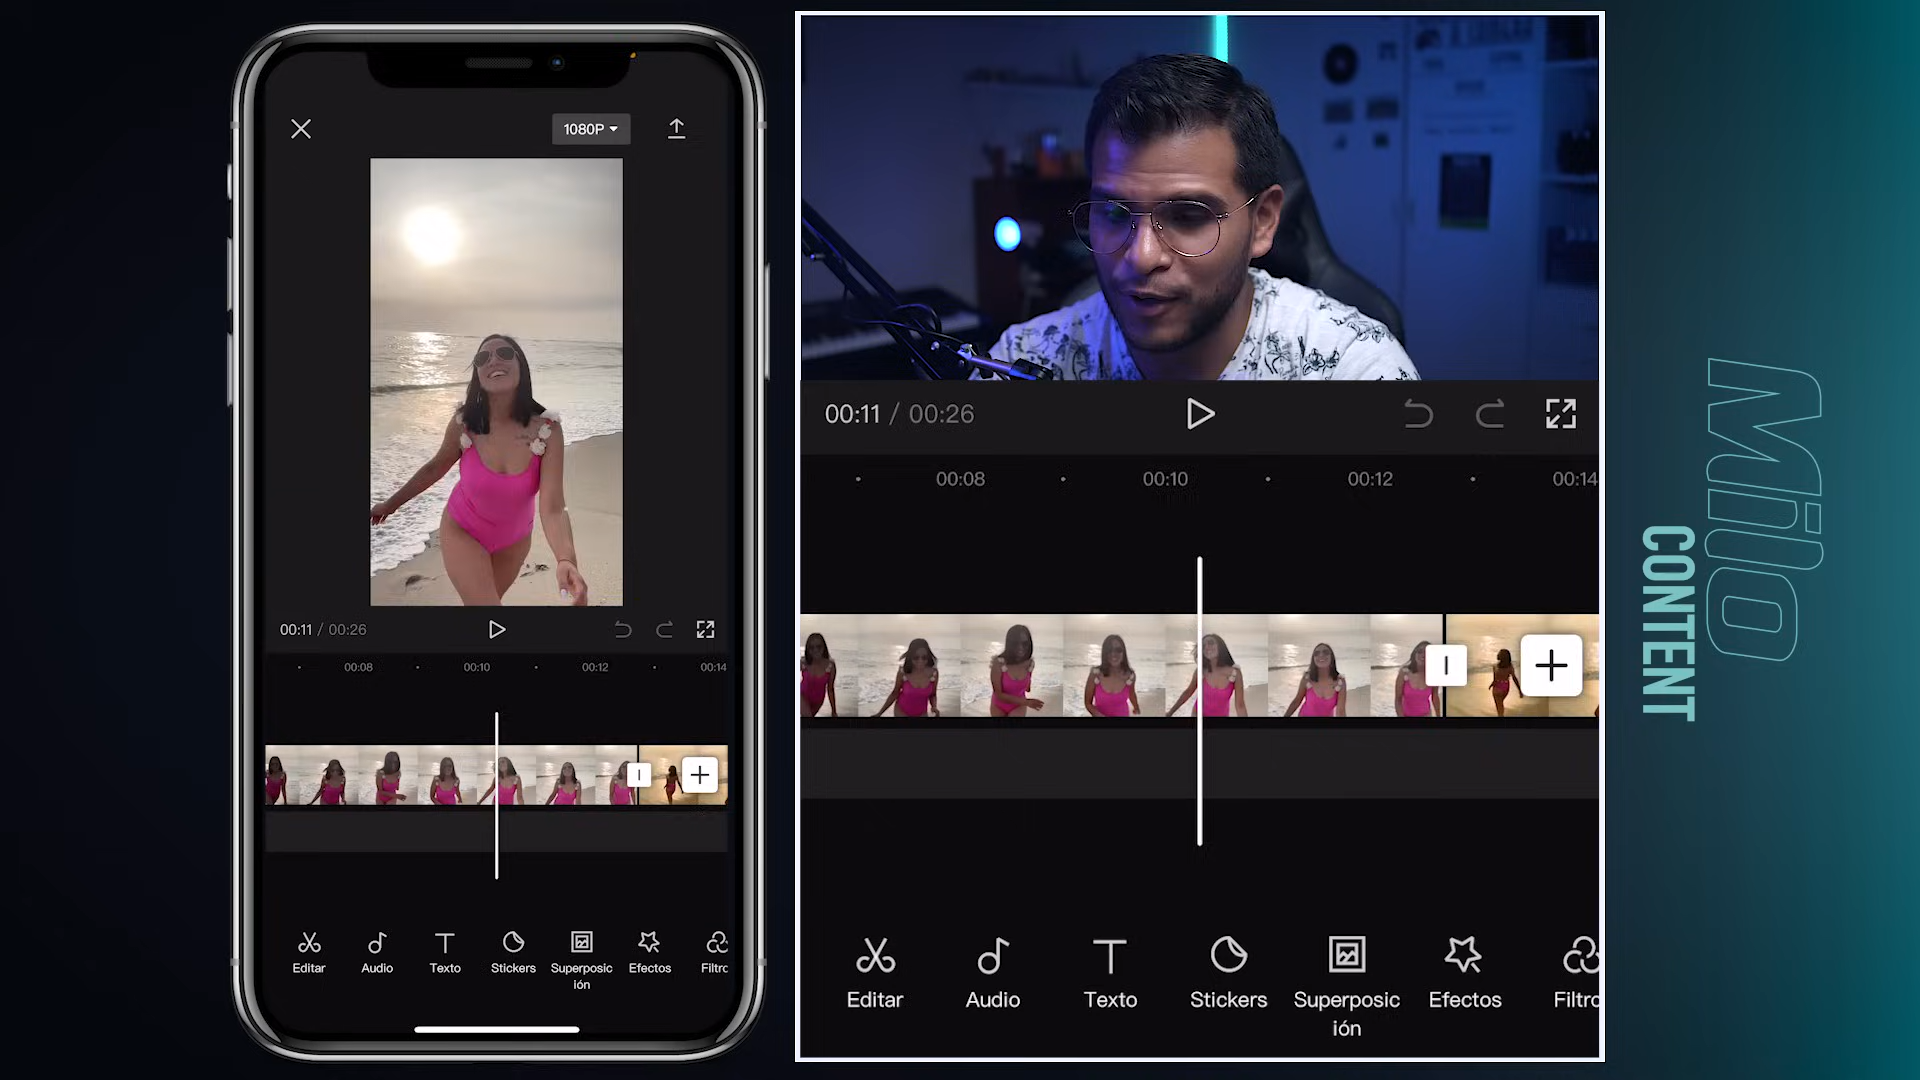 1080P
00:11 / 00:26
00:08
00:10
00:12
00:14
Editar
Audio
Texto
Stickers
Superposic
ión
Efectos
Filtro
00:11 / 00:26
00:08
00:10
00:12
00:14
Editar
Audio
Texto
Stickers
Superposic
ión
Efectos
Filtro
Milo
CONTENT